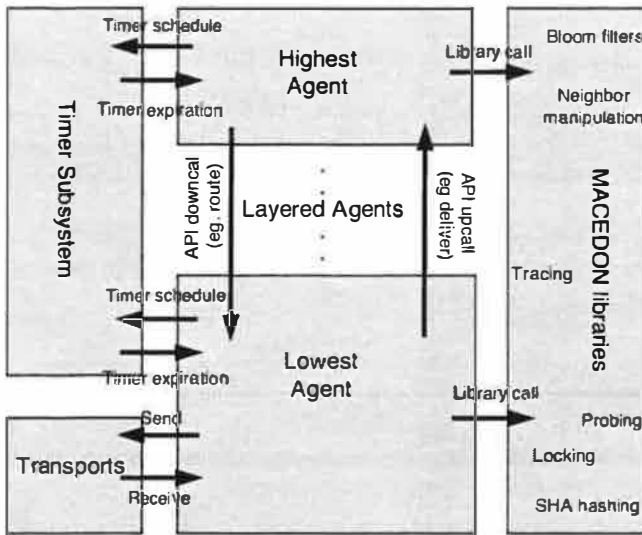 Timer schedule
Highest
Agent
Library call
Bloom filters
Timer expiration
Neighbor
manipulation
Timer Subsystem
API downcall
(eg. route)
Layered Agents
API upcall
(eg deliver)
MACEDON libraries
Tracing
Timer schedule
Lowest
Agent
Timer expiration
Library call
Send
Probing
Transports
Locking
Receive
SHA hashing